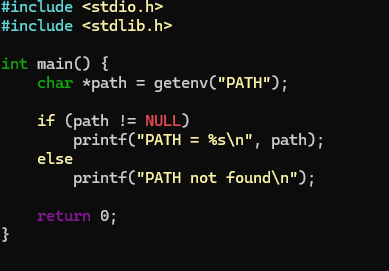 #include <stdio.h>
#include <stdlib.h>

int main() {
    char *path = getenv("PATH");

    if (path != NULL)
        printf("PATH = %s\n", path);
    else
        printf("PATH not found\n");

    return 0;
}